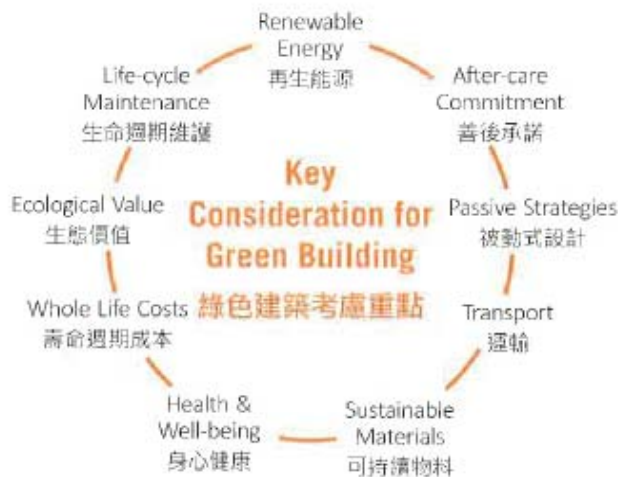 Renewable
Energy
再生能源
After-care
Commitment
善後承諾
Passive Strategies
被動式設計
Transport
運輸
Sustainable
Materials
可持續物料
Health &
Well-being
身心健康
Whole Life Costs
壽命週期成本
Ecological Value
生態價值
Life-cycle
Maintenance
生命週期維護
Key
Consideration for
Green Building
綠色建築考慮重點